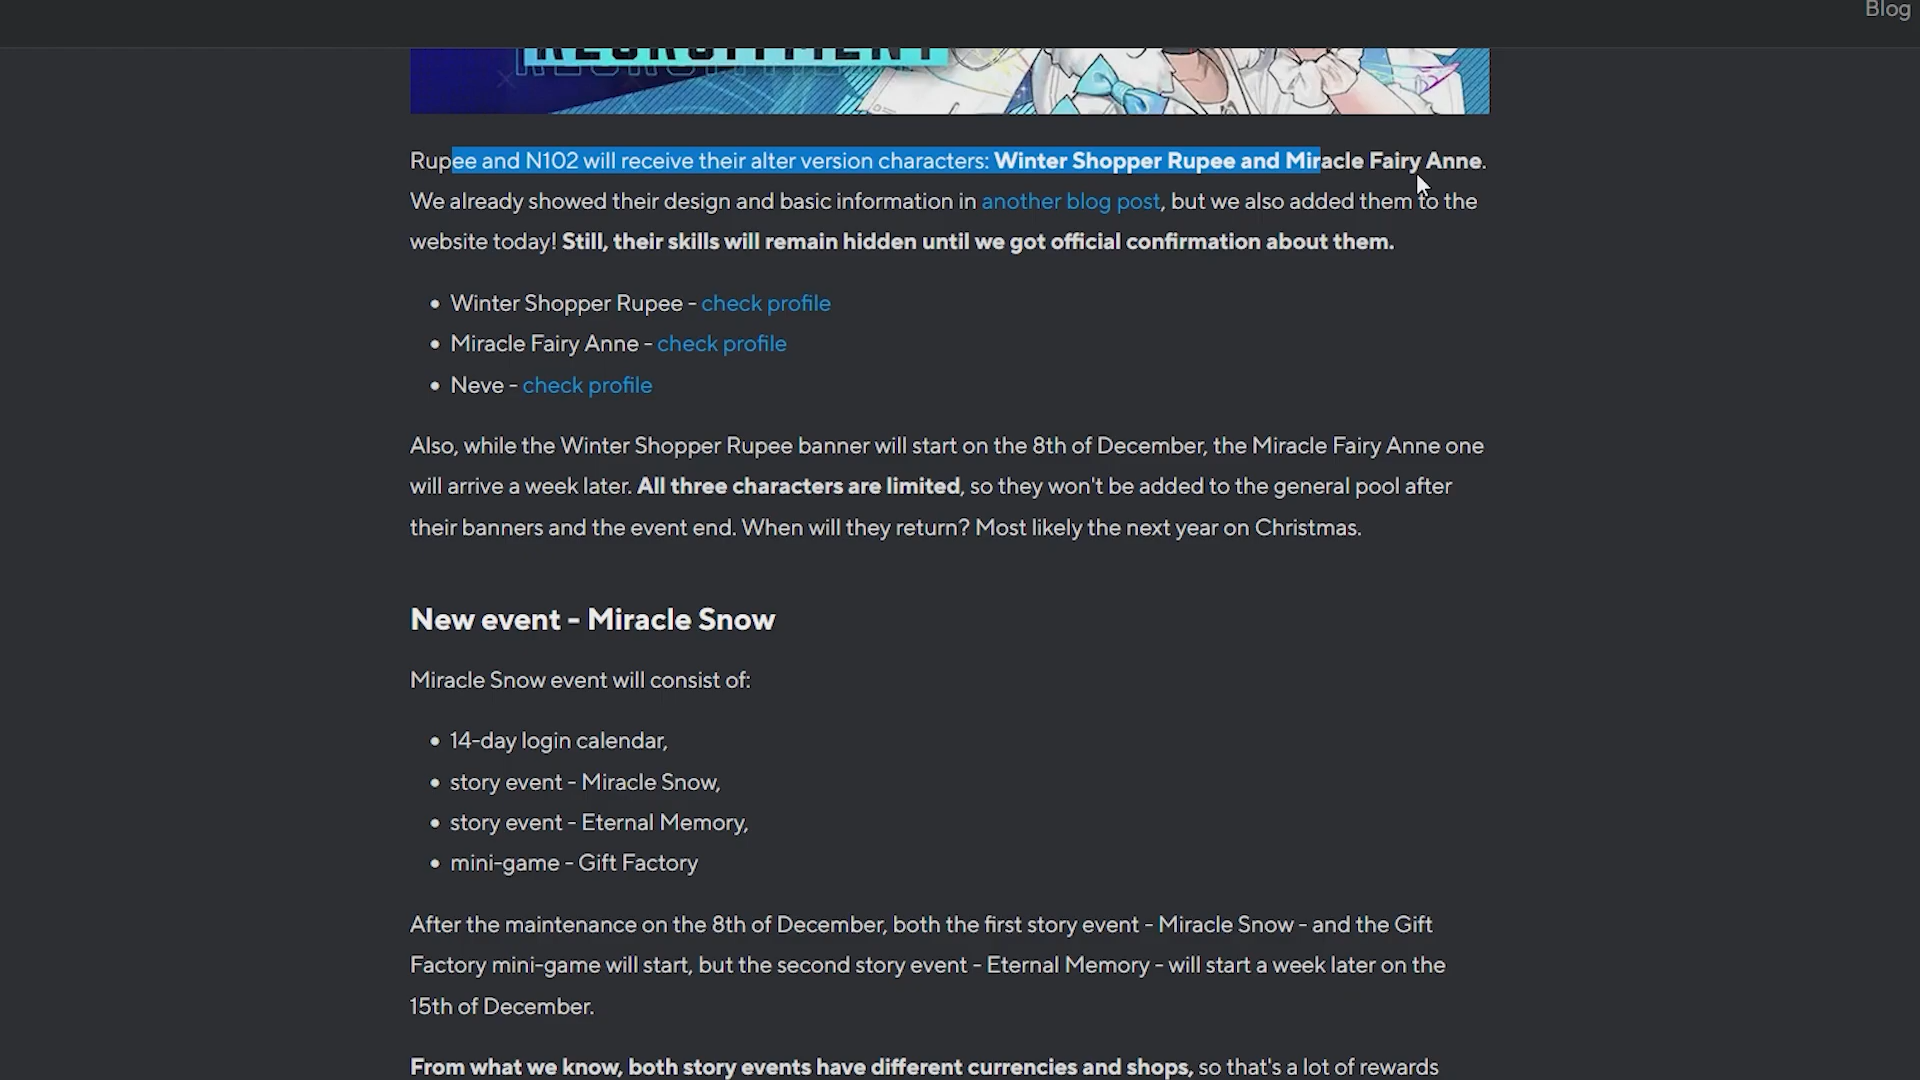 Blog
RECRUITMENT
Rupee and N102 will receive their alter version characters: Winter Shopper Rupee and Miracle Fairy Anne.
We already showed their design and basic information in another blog post, but we also added them to the
website today! Still, their skills will remain hidden until we got official confirmation about them.
• Winter Shopper Rupee - check profile
• Miracle Fairy Anne - check profile
• Neve - check profile
Also, while the Winter Shopper Rupee banner will start on the 8th of December, the Miracle Fairy Anne one
will arrive a week later. All three characters are limited, so they won't be added to the general pool after
their banners and the event end. When will they return? Most likely the next year on Christmas.
New event - Miracle Snow
Miracle Snow event will consist of:
• 14-day login calendar,
• story event - Miracle Snow,
• story event - Eternal Memory,
• mini-game - Gift Factory
After the maintenance on the 8th of December, both the first story event - Miracle Snow - and the Gift
Factory mini-game will start, but the second story event - Eternal Memory - will start a week later on the
15th of December.
From what we know, both story events have different currencies and shops, so that's a lot of rewards